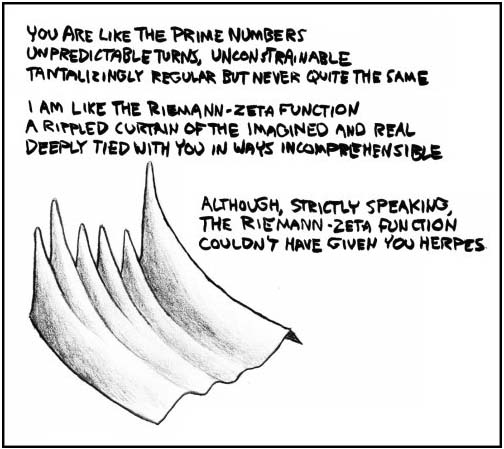 YOU ARE LIKE THE PRIME NUMBERS
UNPREDICTABLE TURNS, UNCONSTRAINABLE
TANTALIZINGLY REGULAR BUT NEVER QUITE THE SAME
I AM LIKE THE RIEMANN-ZETA FUNCTION
A RIPPLED CURTAIN OF THE IMAGINED AND REAL
DEEPLY TIED WITH YOU IN WAYS INCOMPREHENSIBLE
ALTHOUGH, STRICTLY SPEAKING,
THE RIEMANN-ZETA FUNCTION
COULDN'T HAVE GIVEN YOU HERPES